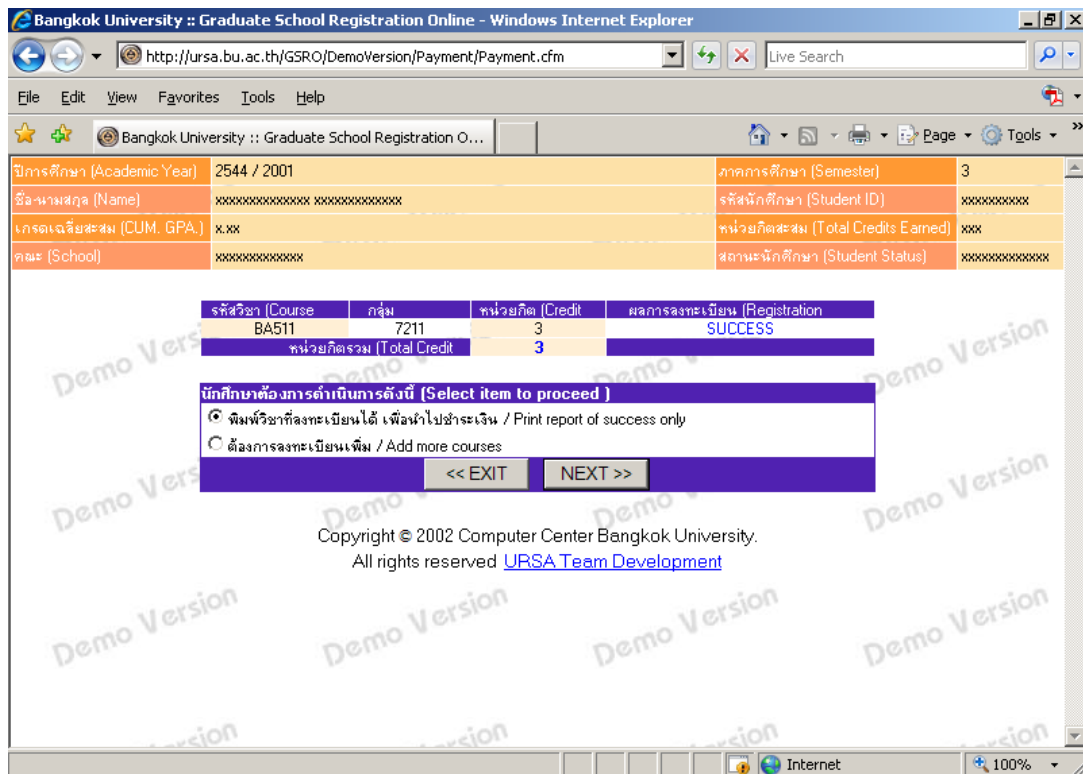 Bangkok University :: Graduate School Registration Online - Windows Internet Explorer
http://ursa.bu.ac.th/GSRO/DemoVersion/Payment/Payment.cfm
Live Search
File Edit View Favorites Tools Help
Bangkok University :: Graduate School Registration O...
Page Tools »
ปีการศึกษา (Academic Year) 2544 / 2001 ภาคการศึกษา (Semester) 3
ชื่อ-นามสกุล (Name) xxxxxxxxxxxxxx xxxxxxxxxxxxx รหัสนักศึกษา (Student ID) xxxxxxxxxx
เกรดเฉลี่ยสะสม (CUM. GPA.) x.xx หน่วยกิตสะสม (Total Credits Earned) xxx
คณะ (School) xxxxxxxxxxxxx สถานะนักศึกษา (Student Status) xxxxxxxxxxxxx
รหัสวิชา (Course กลุ่ม หน่วยกิต (Credit ผลการลงทะเบียน (Registration
BA511 7211 3 SUCCESS
หน่วยกิตรวม (Total Credit 3
นักศึกษาต้องการดำเนินการดังนี้ (Select item to proceed )
พิมพ์วิชาที่ลงทะเบียนได้ เพื่อนำไปชำระเงิน / Print report of success only
ต้องการลงทะเบียนเพิ่ม / Add more courses
<< EXIT NEXT >>
Copyright © 2002 Computer Center Bangkok University.
All rights reserved URSA Team Development
Demo Version Demo Version Demo Version Demo Version
Internet 100%